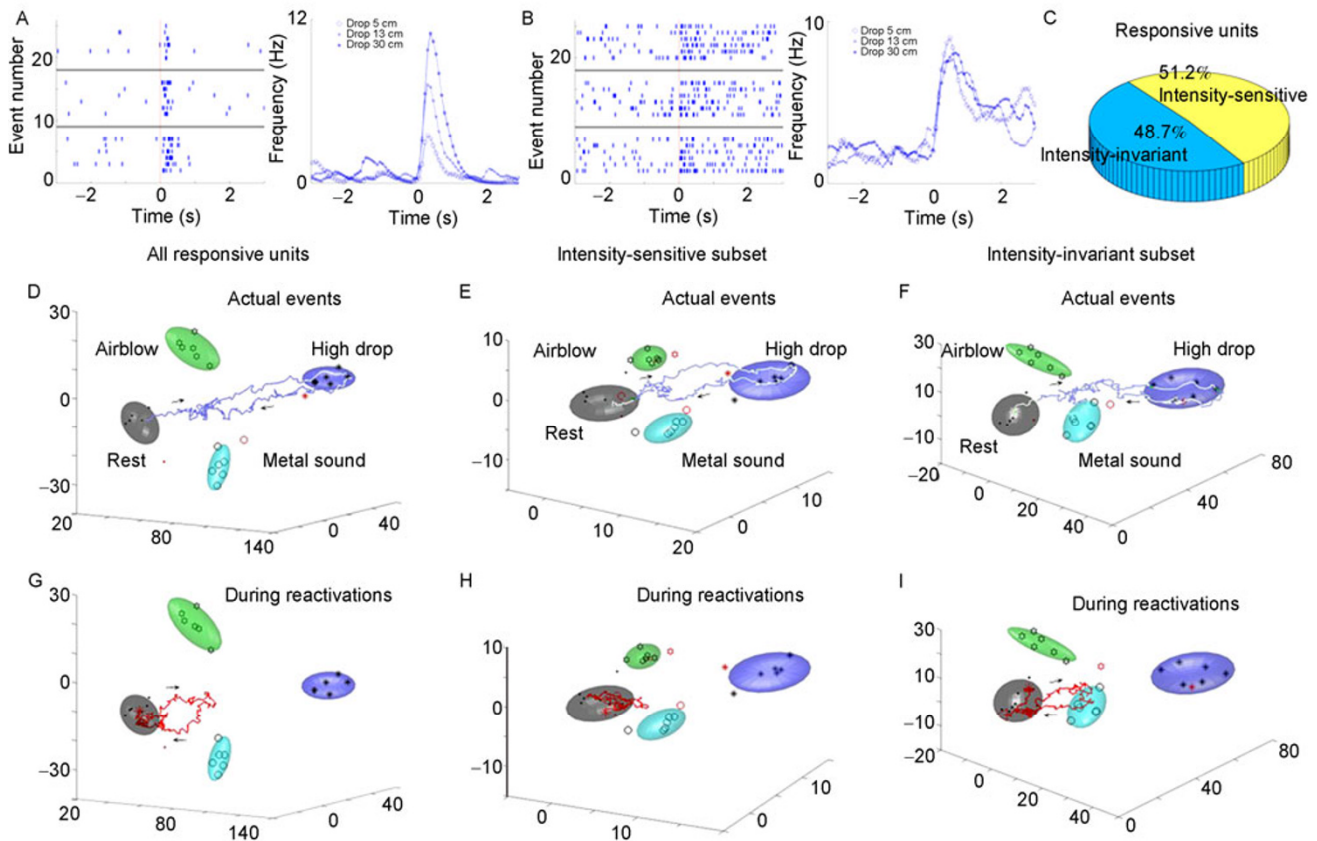 A
Event number
20
10
0
−2
0
2
Time (s)
12
Frequency (Hz)
0
Drop 5 cm
Drop 13 cm
Drop 30 cm
−2
0
2
Time (s)
B
Event number
20
10
0
−2
0
2
Time (s)
10
Frequency (Hz)
0
Drop 5 cm
Drop 13 cm
Drop 30 cm
−2
0
2
Time (s)
C
Responsive units
51.2%
Intensity-sensitive
48.7%
Intensity-invariant
All responsive units
Intensity-sensitive subset
Intensity-invariant subset
D
Actual events
30
0
−30
Airblow
High drop
Rest
Metal sound
20
80
140
0
40
E
Actual events
10
0
−10
Airblow
High drop
Rest
Metal sound
0
10
20
0
10
F
Actual events
30
20
10
0
−10
−20
Airblow
High drop
Rest
Metal sound
0
20
40
0
40
80
G
During reactivations
30
0
−30
20
80
140
0
40
H
During reactivations
10
0
−10
0
10
0
10
I
During reactivations
30
20
10
0
−10
−20
0
20
40
0
40
80